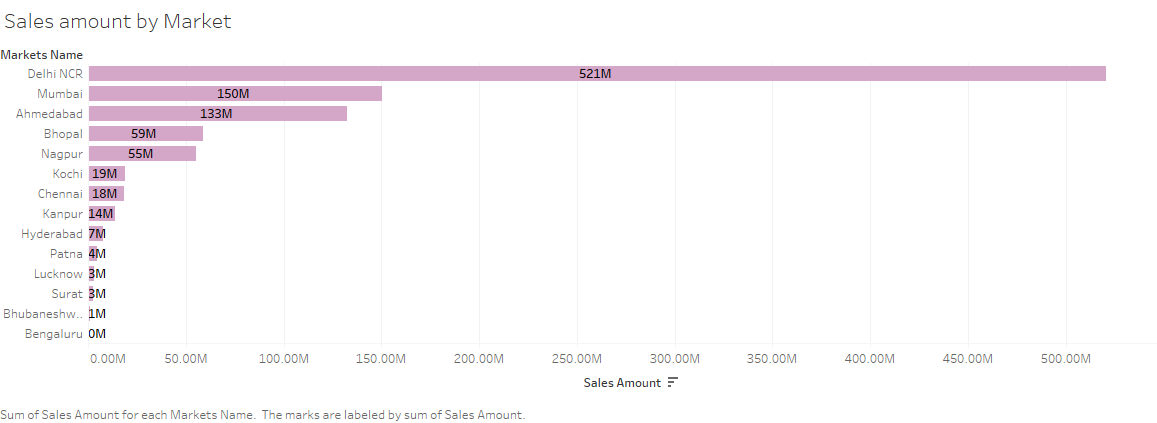 Sales amount by Market
Markets Name
Delhi NCR 521M
Mumbai 150M
Ahmedabad 133M
Bhopal 59M
Nagpur 55M
Kochi 19M
Chennai 18M
Kanpur 14M
Hyderabad 7M
Patna 4M
Lucknow 3M
Surat 3M
Bhubaneshw.. 1M
Bengaluru 0M
0.00M 50.00M 100.00M 150.00M 200.00M 250.00M 300.00M 350.00M 400.00M 450.00M 500.00M
Sales Amount
Sum of Sales Amount for each Markets Name. The marks are labeled by sum of Sales Amount.